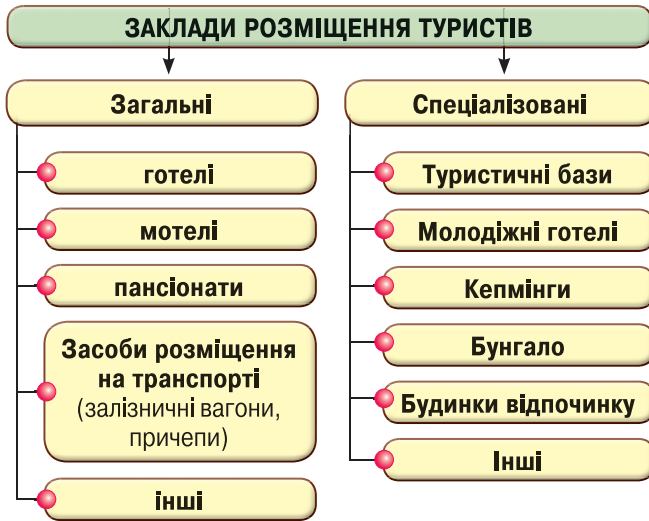 ЗАКЛАДИ РОЗМІЩЕННЯ ТУРИСТІВ
Загальні
готелі
мотелі
пансіонати
Засоби розміщення
на транспорті
(залізничні вагони,
причепи)
інші
Спеціалізовані
Туристичні бази
Молодіжні готелі
Кепмінги
Бунгало
Будинки відпочинку
Інші